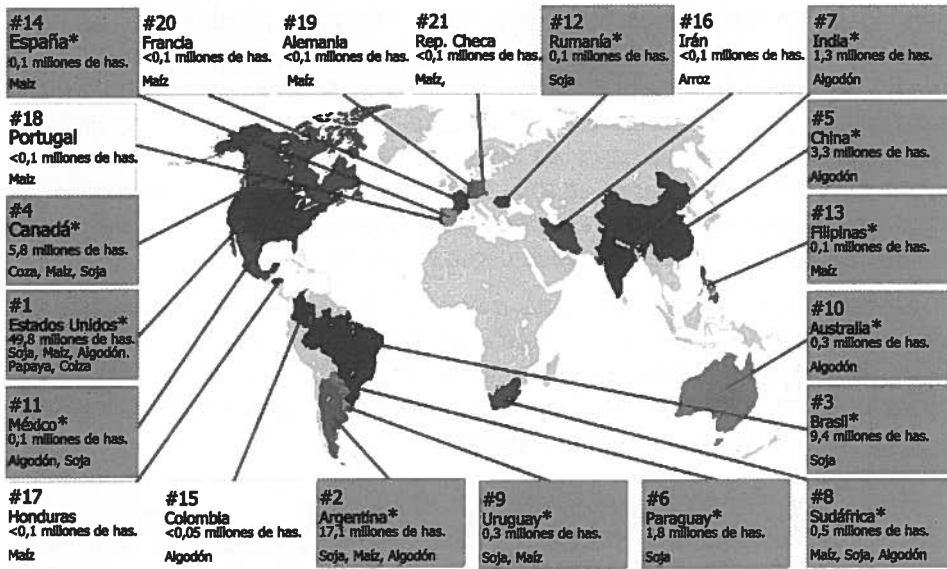 #14
España*
0,1 millones de has.
Maiz
#20
Francia
<0,1 millones de has.
Maíz
#19
Alemania
<0,1 millones de has.
Maíz
#21
Rep. Checa
<0,1 millones de has.
Maíz,
#12
Rumanía*
0,1 millones de has.
Soja
#16
Irán
<0,1 millones de has.
Arroz
#7
India*
1,3 millones de has.
Algodón
#18
Portugal
<0,1 millones de has.
Maiz
#5
China*
3,3 millones de has.
Algodón
#4
Canadá*
5,8 millones de has.
Coza, Maiz, Soja
#13
Filipinas*
0,1 millones de has.
Maíz
#1
Estados Unidos*
49,8 millones de has.
Soja, Maíz, Algodón.
Papaya, Colza
#10
Australia*
0,3 millones de has.
Algodón
#11
México*
0,1 millones de has.
Algodón, Soja
#3
Brasil*
9,4 millones de has.
Soja
#17
Honduras
<0,1 millones de has.
Maíz
#15
Colombia
<0,05 millones de has.
Algodón
#2
Argentina*
17,1 millones de has.
Soja, Maíz, Algodón
#9
Uruguay*
0,3 millones de has.
Soja, Maíz
#6
Paraguay*
1,8 millones de has.
Soja
#8
Sudáfrica*
0,5 millones de has.
Maíz, Soja, Algodón